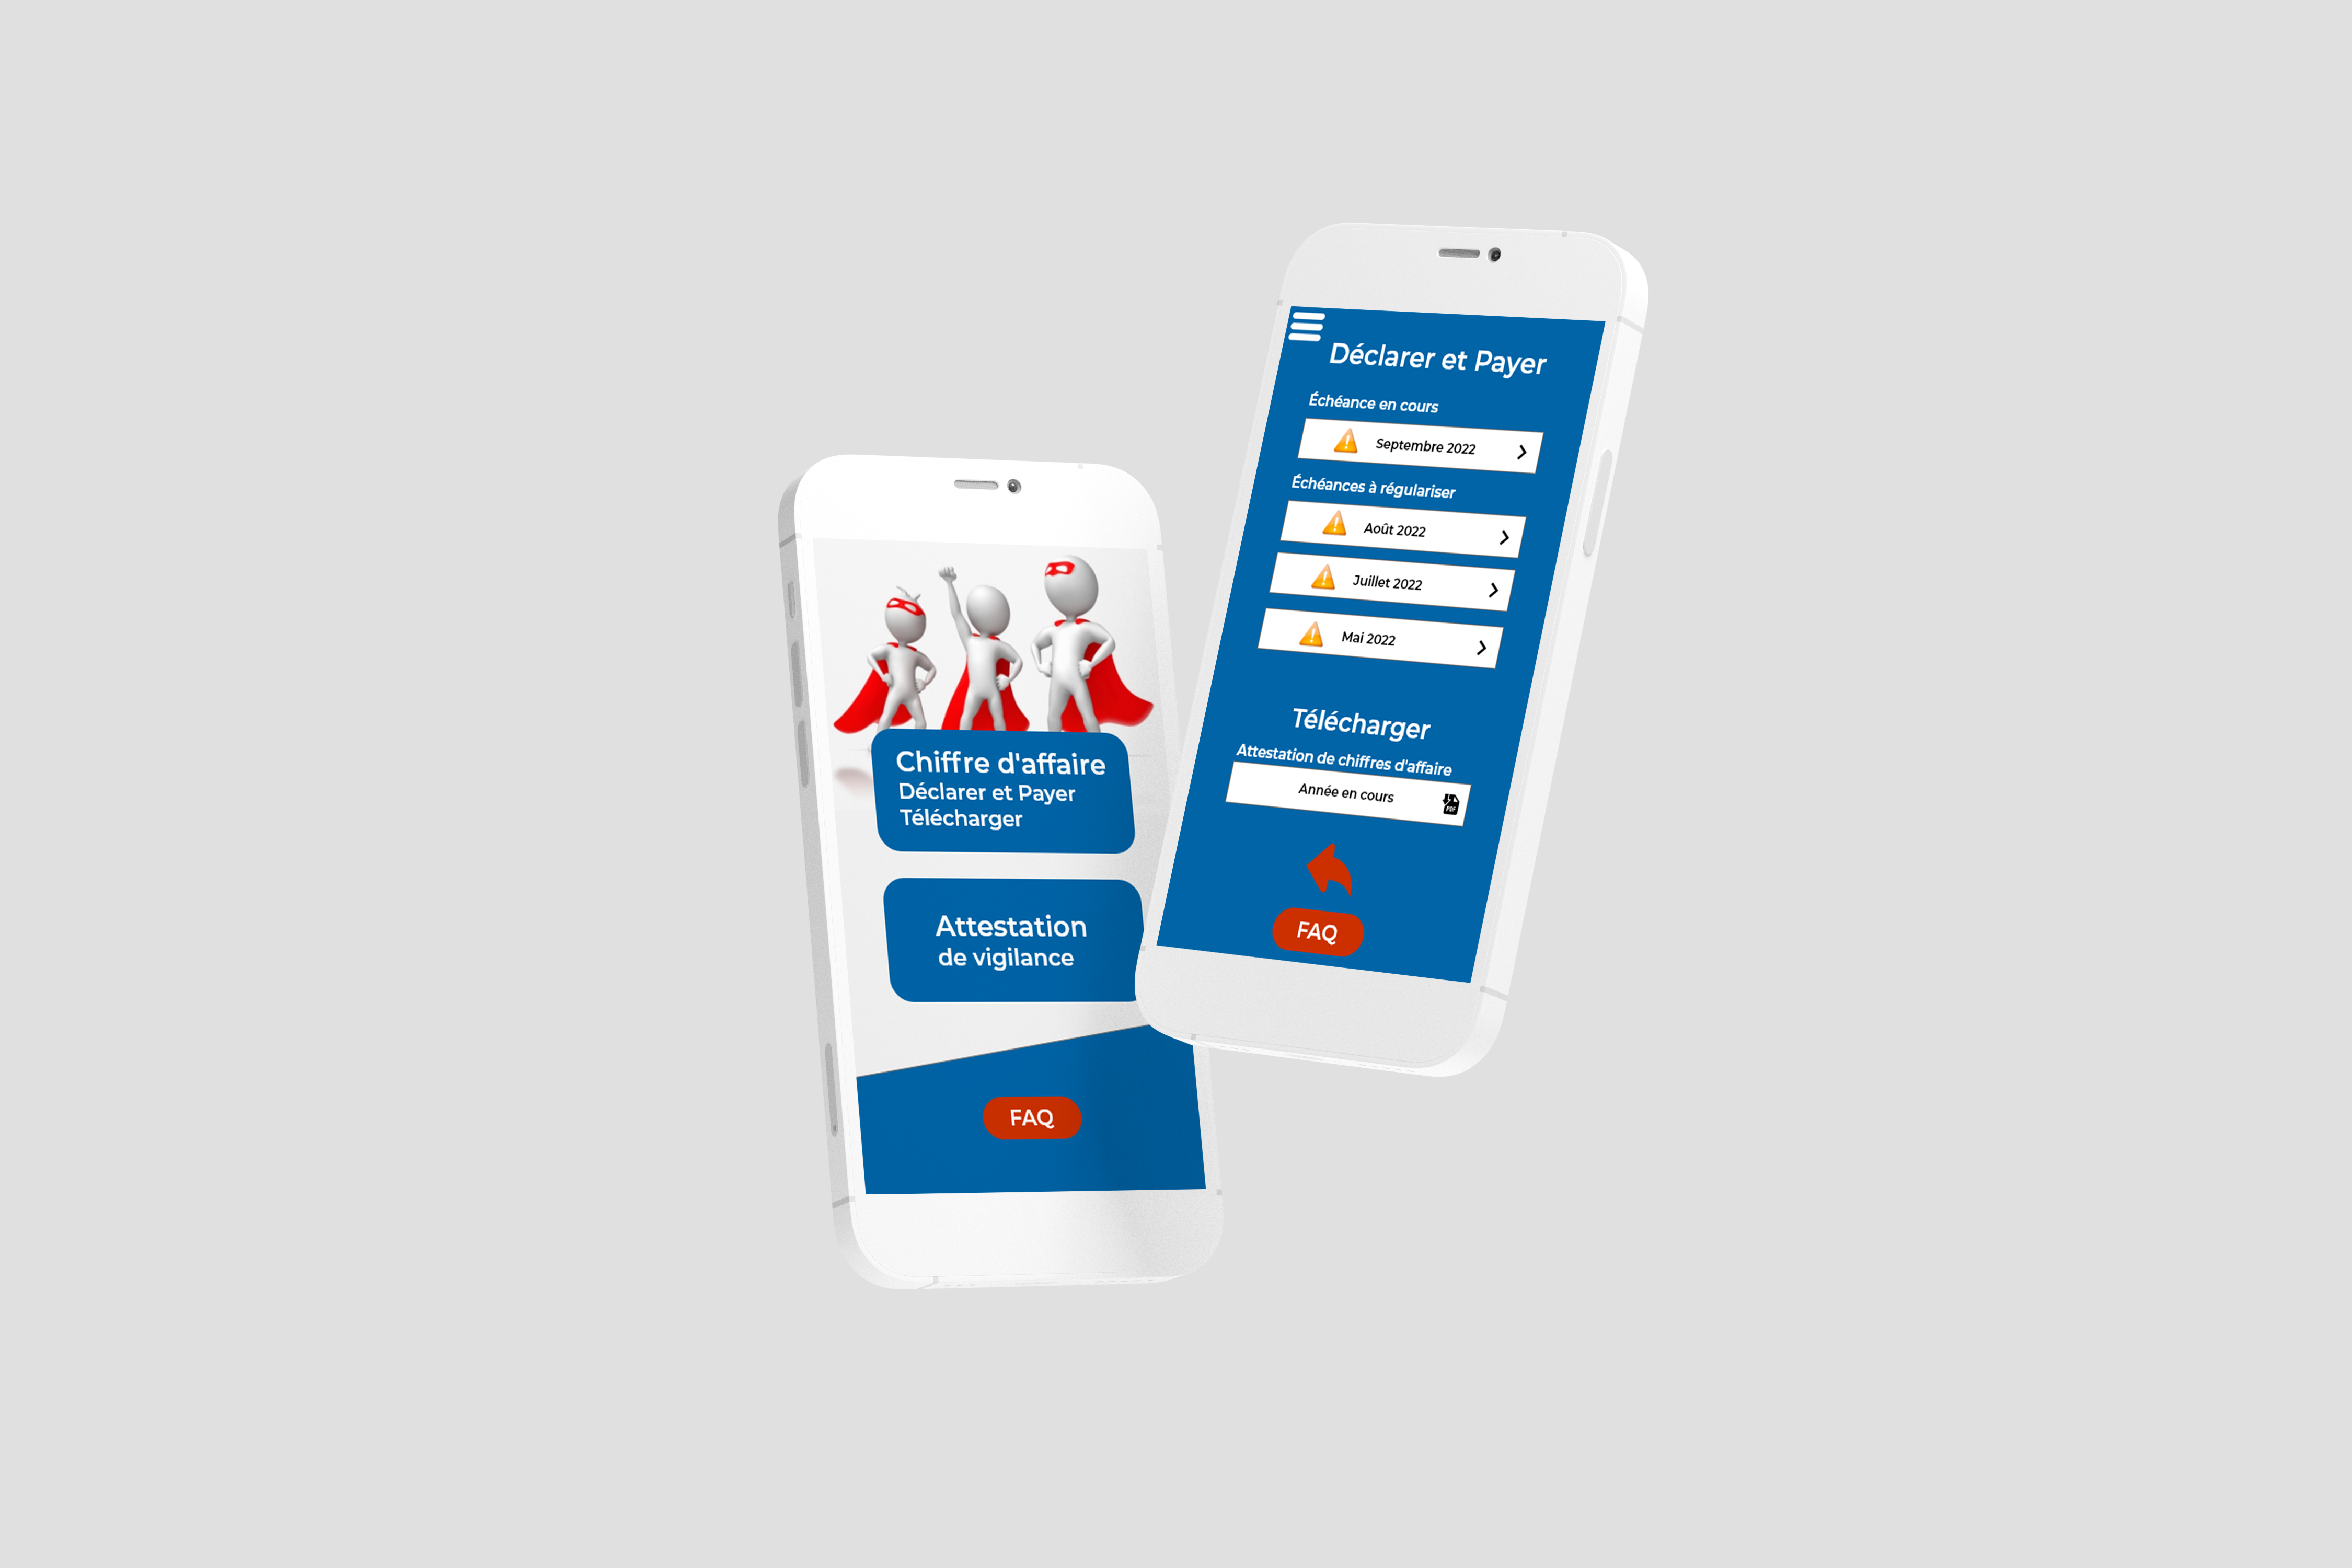 Chiffre d'affaire
Déclarer et Payer
Télécharger
Attestation
de vigilance
FAQ
Déclarer et Payer
Échéance en cours
Septembre 2022
Échéances à régulariser
Août 2022
Juillet 2022
Mai 2022
Télécharger
Attestation de chiffres d'affaire
Année en cours
PDF
FAQ